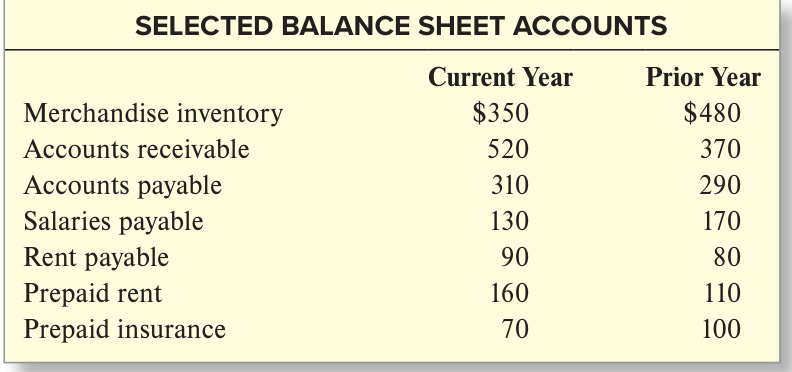 SELECTED BALANCE SHEET ACCOUNTS
Current Year Prior Year
Merchandise inventory $350 $480
Accounts receivable 520 370
Accounts payable 310 290
Salaries payable 130 170
Rent payable 90 80
Prepaid rent 160 110
Prepaid insurance 70 100